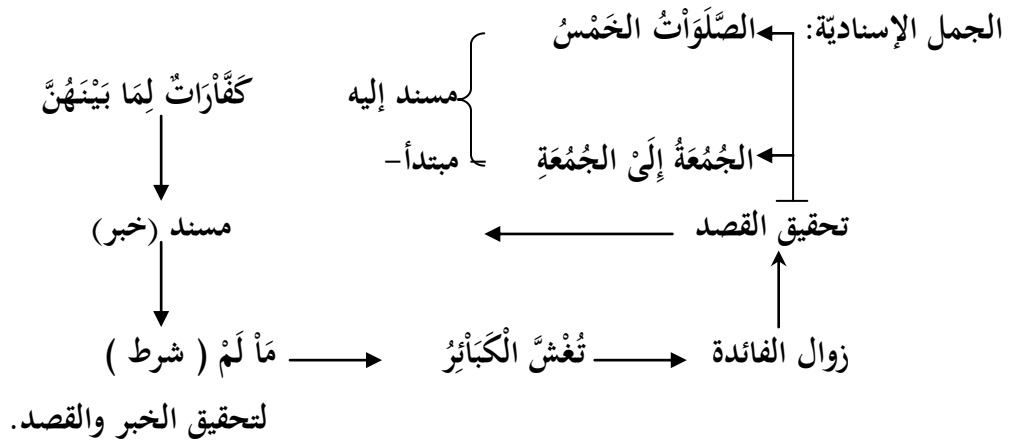 الجمل الإسناديّة: الصَّلَوَاْتُ الخَمْسُ
مسند إليه كَفَّاْرَاتٌ لِمَا بَيْنَهُنَّ
الجُمُعَةُ إِلَىْ الجُمُعَةِ مبتدأ-
تحقيق القصد مسند (خبر)
زوال الفائدة تُغْشَّ الْكَبَاْئِرُ مَاْ لَمْ ( شرط )
لتحقيق الخبر والقصد.